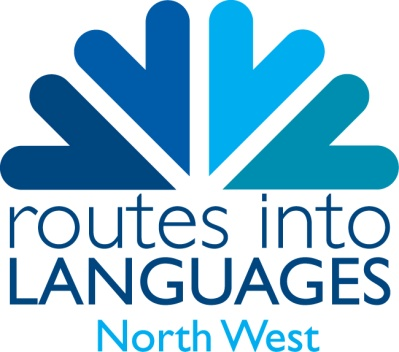 routes into
LANGUAGES
North West